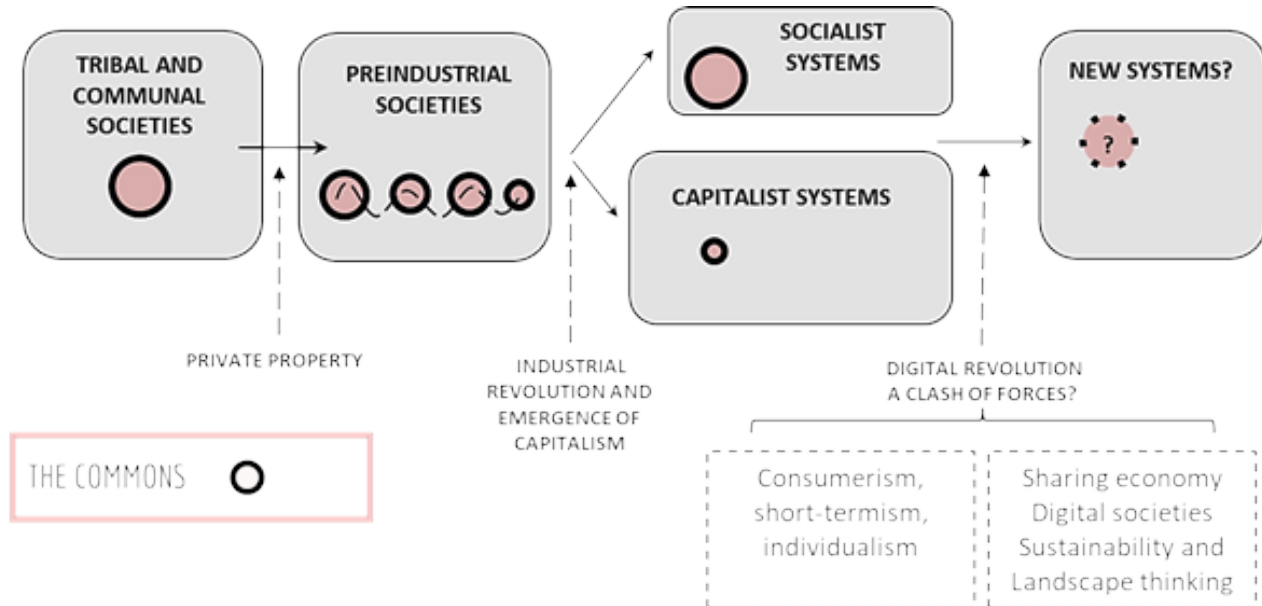 TRIBAL AND
COMMUNAL
SOCIETIES
PREINDUSTRIAL
SOCIETIES
SOCIALIST
SYSTEMS
CAPITALIST SYSTEMS
NEW SYSTEMS?
?
PRIVATE PROPERTY
INDUSTRIAL
REVOLUTION AND
EMERGENCE OF
CAPITALISM
DIGITAL REVOLUTION
A CLASH OF FORCES?
THE COMMONS
Consumerism,
short-termism,
individualism
Sharing economy
Digital societies
Sustainability and
Landscape thinking